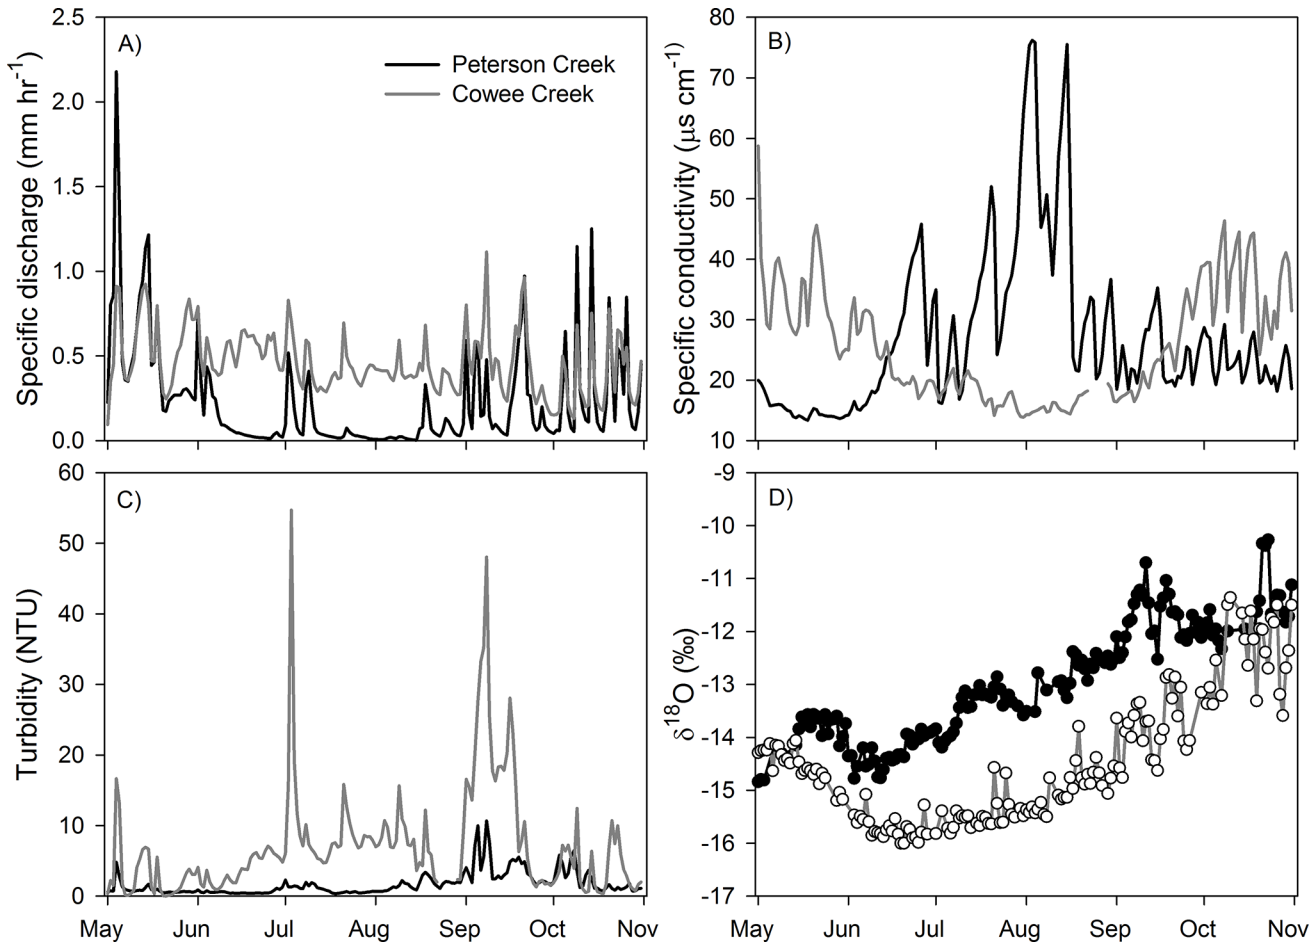 A)
Peterson Creek
Cowee Creek
Specific discharge (mm hr⁻¹)
2.5
2.0
1.5
1.0
0.5
0.0
B)
Specific conductivity (μs cm⁻¹)
80
70
60
50
40
30
20
10
C)
Turbidity (NTU)
60
50
40
30
20
10
0
May Jun Jul Aug Sep Oct Nov
D)
δ¹⁸O (‰)
-9
-10
-11
-12
-13
-14
-15
-16
-17
May Jun Jul Aug Sep Oct Nov